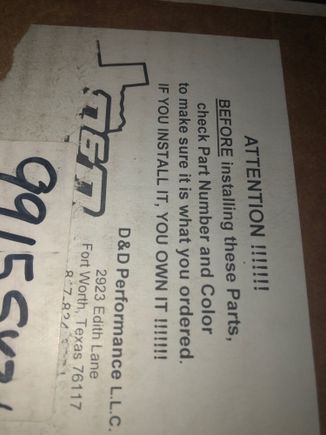 ATTENTION !!!!!!!!
BEFORE installing these Parts,
check Part Number and Color
to make sure it is what you ordered.
IF YOU INSTALL IT, YOU OWN IT !!!!!!!
D&D
D&D Performance L.L.C.
2923 Edith Lane
Fort Worth, Texas 76117